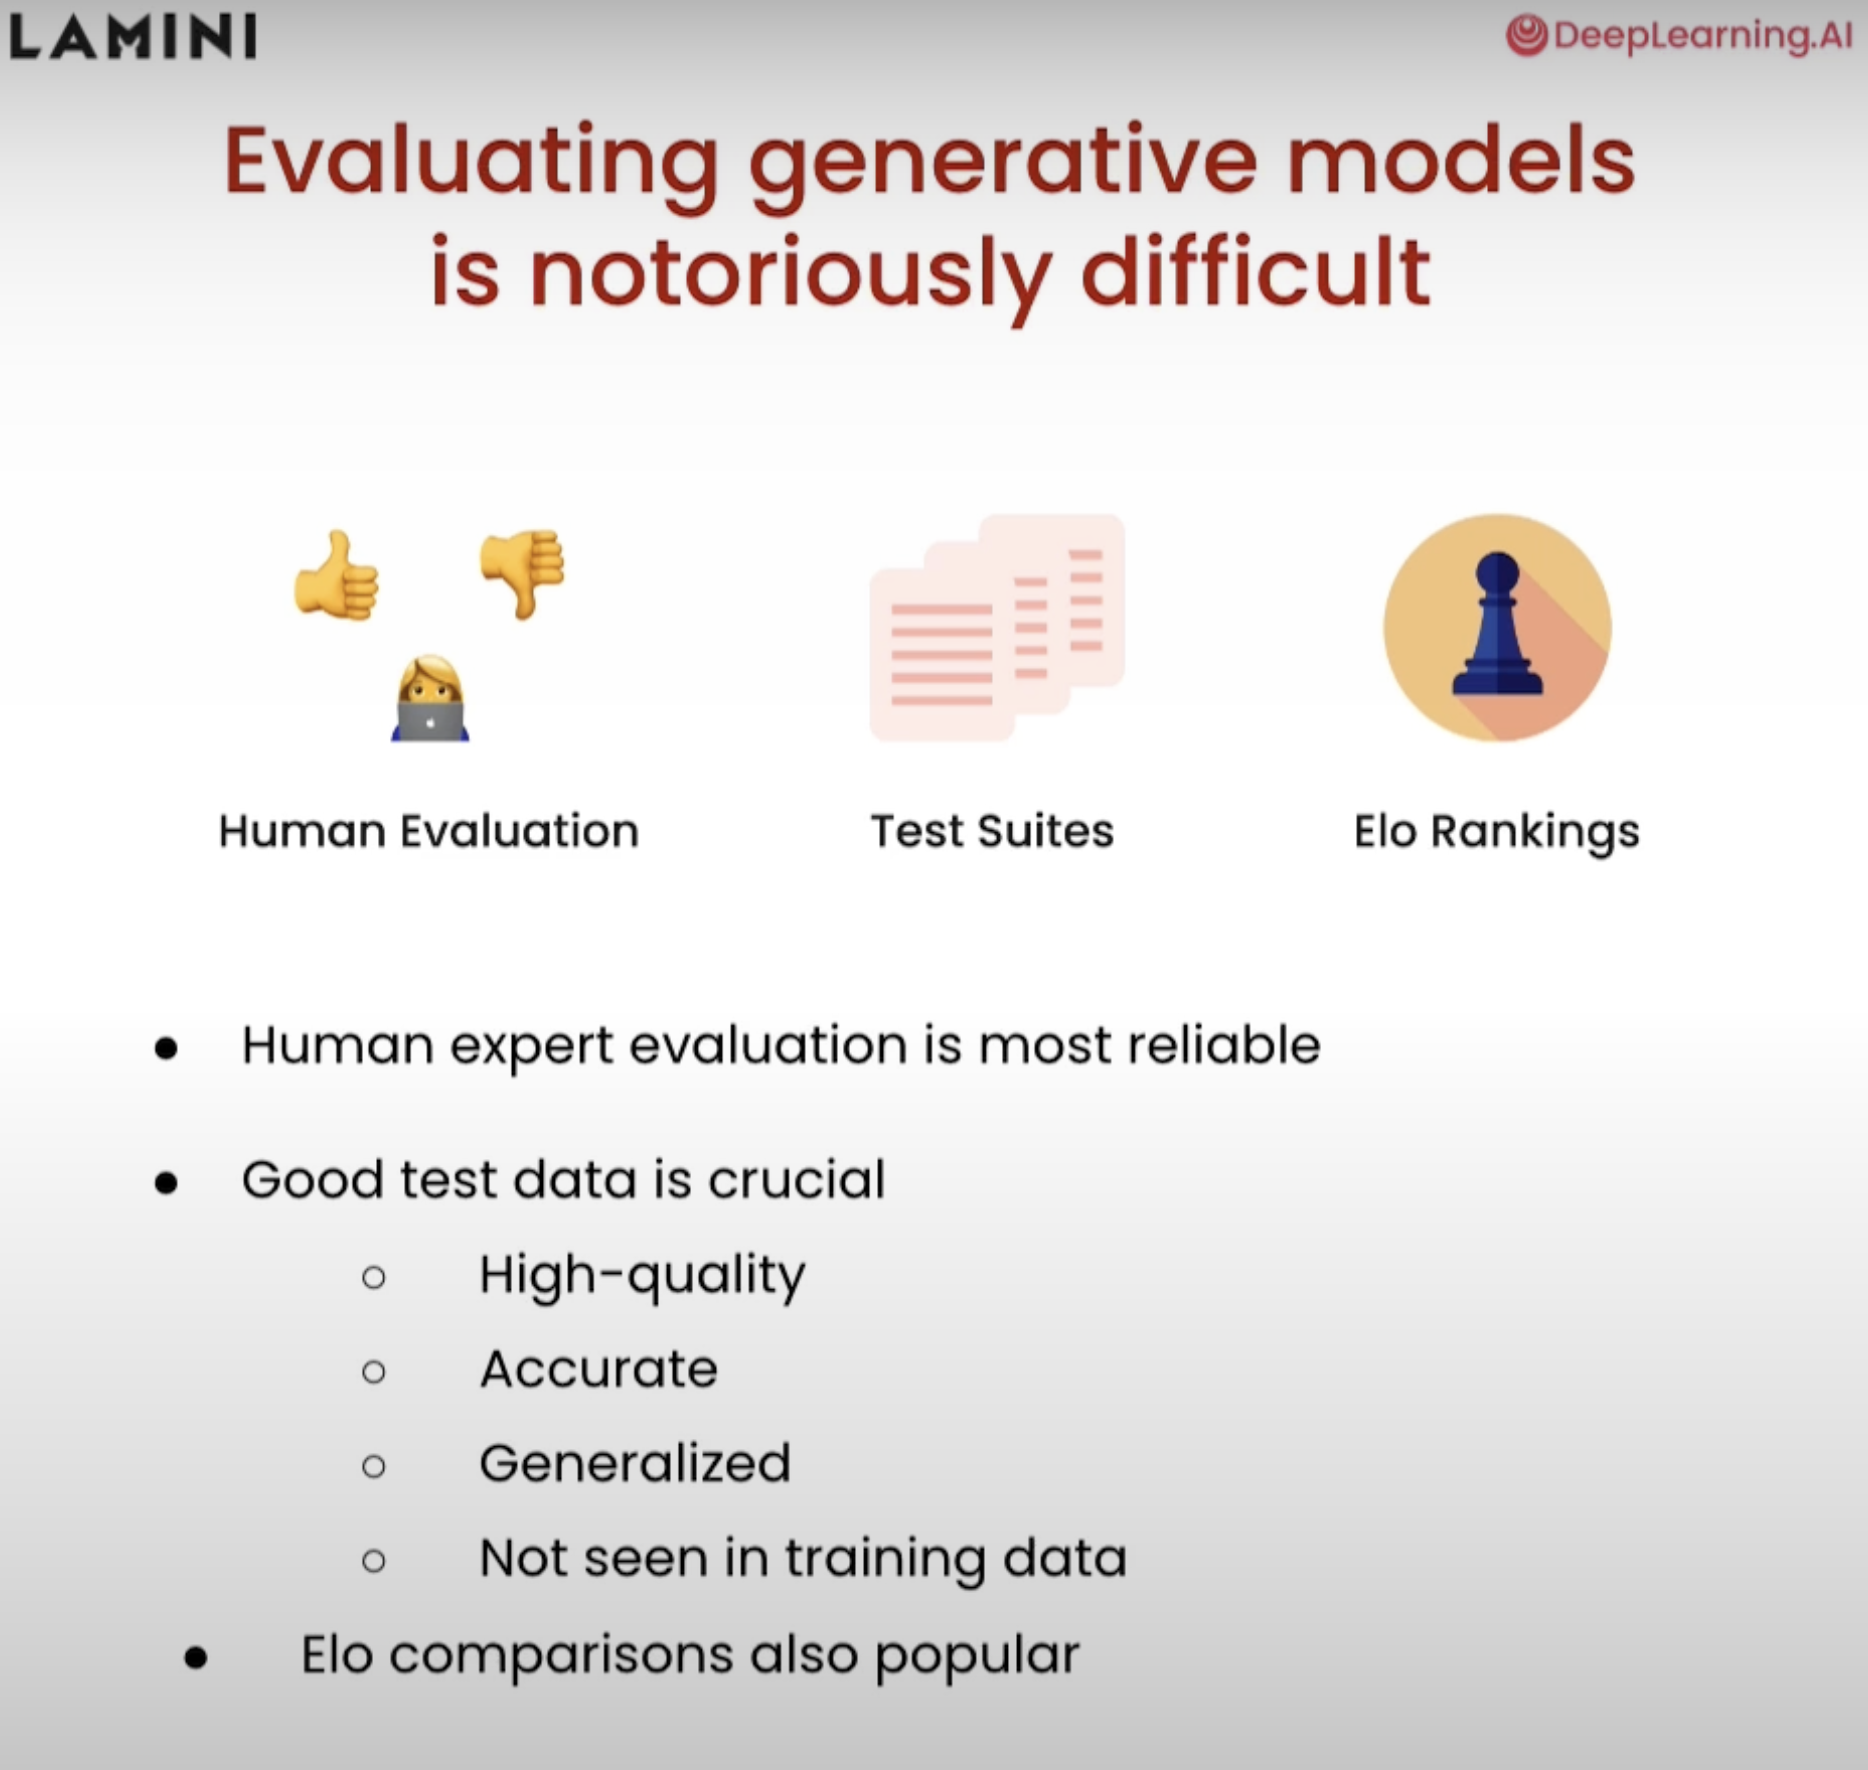 LAMINI
DeepLearning.AI
Evaluating generative models
is notoriously difficult
Human Evaluation
Test Suites
Elo Rankings
Human expert evaluation is most reliable
Good test data is crucial
High-quality
Accurate
Generalized
Not seen in training data
Elo comparisons also popular